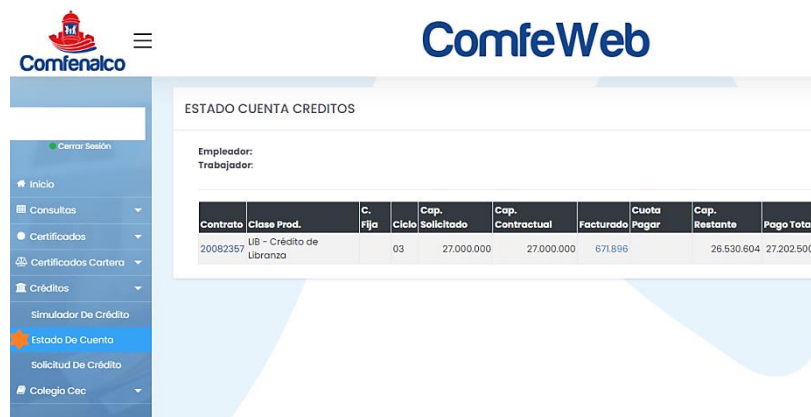 Comfenalco
ComfeWeb
Cerrar Sesión
Inicio
Consultas
Certificados
Certificados Cartera
Créditos
Simulador De Crédito
Estado De Cuenta
Solicitud De Crédito
Colegio Cec
ESTADO CUENTA CREDITOS
Empleador:
Trabajador:
Contrato Clase Prod. C. Fija Ciclo Cap. Solicitado Cap. Contractual Facturado Cuota Pagar Cap. Restante Pago Total
20082357 LIB - Crédito de Libranza 03 27.000.000 27.000.000 671.896 26.530.604 27.202.500